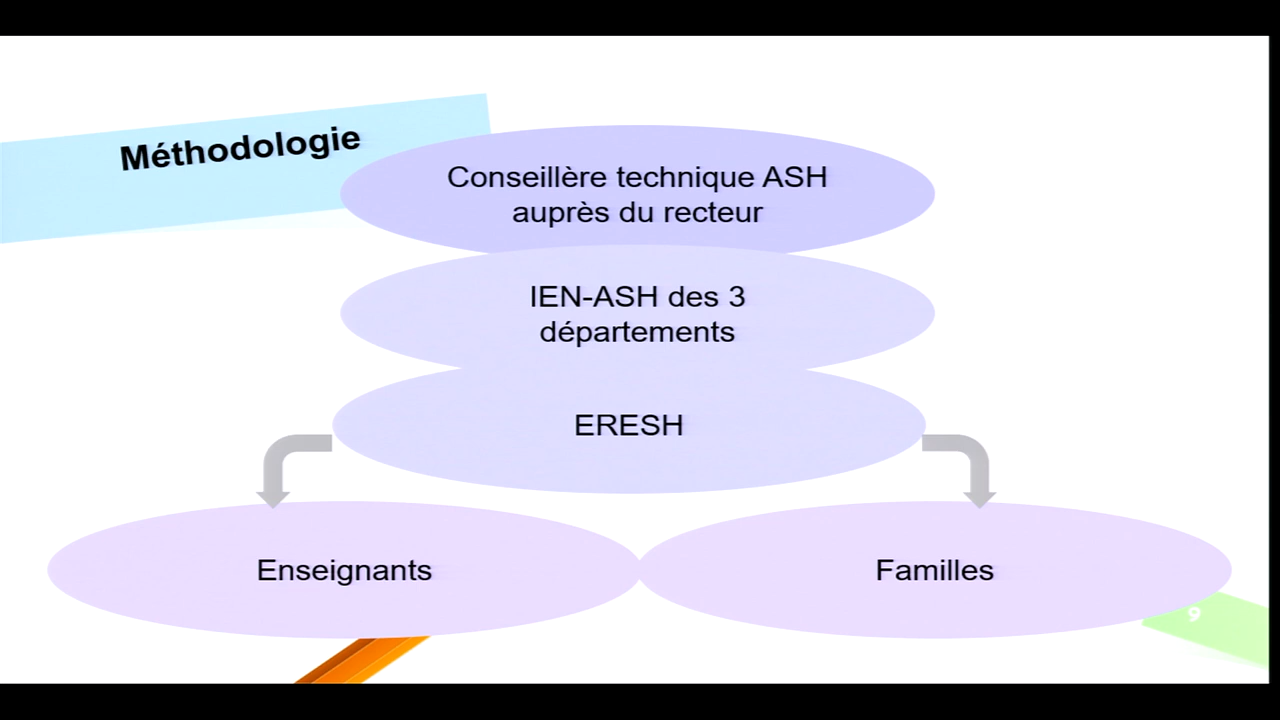 Méthodologie
Conseillère technique ASH
auprès du recteur
IEN-ASH des 3
départements
ERESH
Enseignants
Familles
9